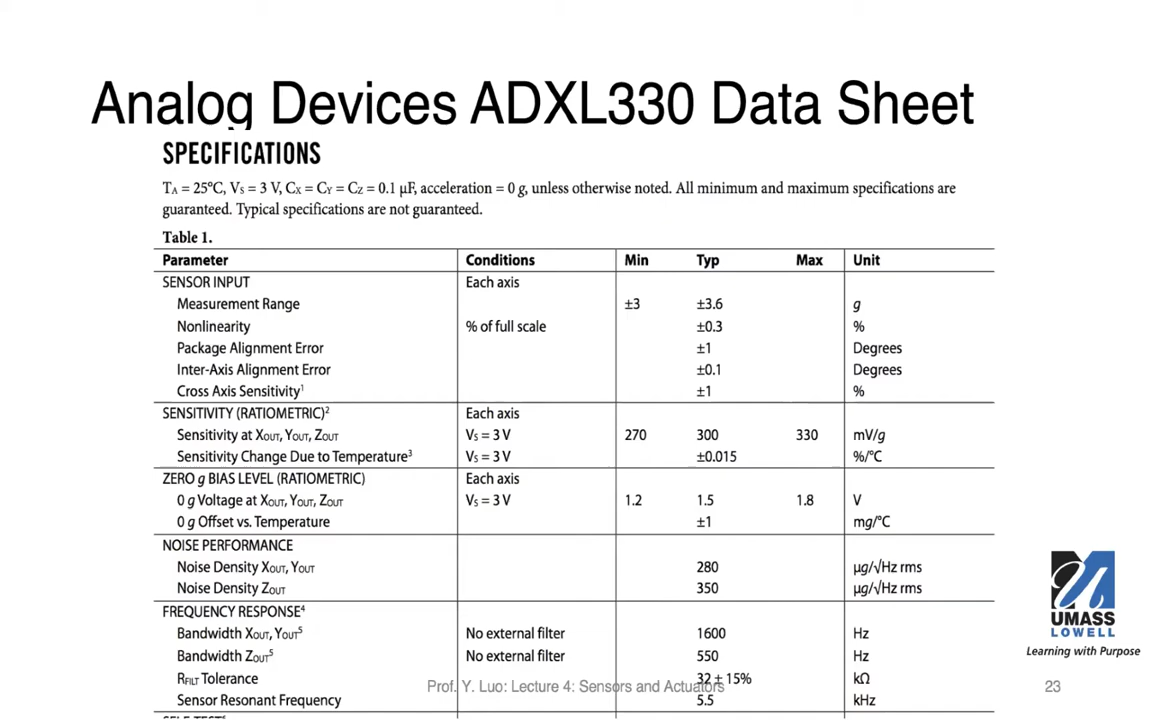 Analog Devices ADXL330 Data Sheet
SPECIFICATIONS
TA = 25°C, VS = 3 V, CX = CY = CZ = 0.1 μF, acceleration = 0 g, unless otherwise noted. All minimum and maximum specifications are
guaranteed. Typical specifications are not guaranteed.
Table 1.
Parameter Conditions Min Typ Max Unit
SENSOR INPUT Each axis
Measurement Range ±3 ±3.6 g
Nonlinearity % of full scale ±0.3 %
Package Alignment Error ±1 Degrees
Inter-Axis Alignment Error ±0.1 Degrees
Cross Axis Sensitivity1 ±1 %
SENSITIVITY (RATIOMETRIC)2 Each axis
Sensitivity at XOUT, YOUT, ZOUT VS = 3 V 270 300 330 mV/g
Sensitivity Change Due to Temperature3 VS = 3 V ±0.015 %/°C
ZERO g BIAS LEVEL (RATIOMETRIC) Each axis
0 g Voltage at XOUT, YOUT, ZOUT VS = 3 V 1.2 1.5 1.8 V
0 g Offset vs. Temperature ±1 mg/°C
NOISE PERFORMANCE
Noise Density XOUT, YOUT 280 μg/√Hz rms
Noise Density ZOUT 350 μg/√Hz rms
FREQUENCY RESPONSE4
Bandwidth XOUT, YOUT5 No external filter 1600 Hz
Bandwidth ZOUT5 No external filter 550 Hz
RFILT Tolerance 32 ± 15% kΩ
Sensor Resonant Frequency 5.5 kHz
UMASS
LOWELL
Learning with Purpose
Prof. Y. Luo: Lecture 4: Sensors and Actuators
23